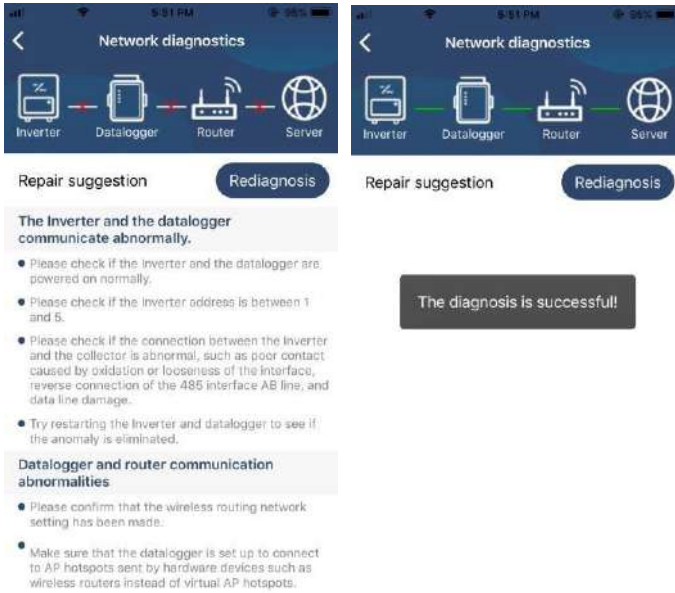 5:51 PM
95%
Network diagnostics
Inverter Datalogger Router Server
Repair suggestion Rediagnosis
The Inverter and the datalogger
communicate abnormally.
Please check if the Inverter and the datalogger are
powered on normally.
Please check if the inverter address is between 1
and 5.
Please check if the connection between the Inverter
and the collector is abnormal, such as poor contact
caused by oxidation or looseness of the interface,
reverse connection of the 485 interface AB line, and
data line damage.
Try restarting the Inverter and datalogger to see if
the anomaly is eliminated.
Datalogger and router communication
abnormalities
Please confirm that the wireless routing network
setting has been made.
Make sure that the datalogger is set up to connect
to AP hotspots sent by hardware devices such as
wireless routers instead of virtual AP hotspots.
5:51 PM
95%
Network diagnostics
Inverter Datalogger Router Server
Repair suggestion Rediagnosis
The diagnosis is successful!